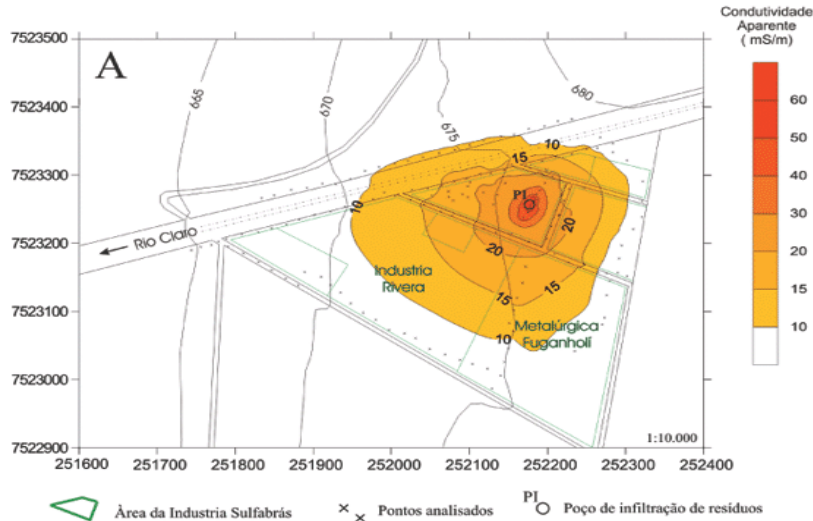 Condutividade
Aparente
( mS/m)
60
50
40
30
20
15
10
A
7523500
7523400
7523300
7523200
7523100
7523000
7522900
251600
251700
251800
251900
252000
252100
252200
252300
252400
665
670
675
680
10
15
PI
20
10
20
15
15
10
Rio Claro
Industria
Rivera
Metalúrgica
Fuganholí
1:10.000
Àrea da Industria Sulfabrás
Pontos analisados
PI
Poço de infiltração de resíduos